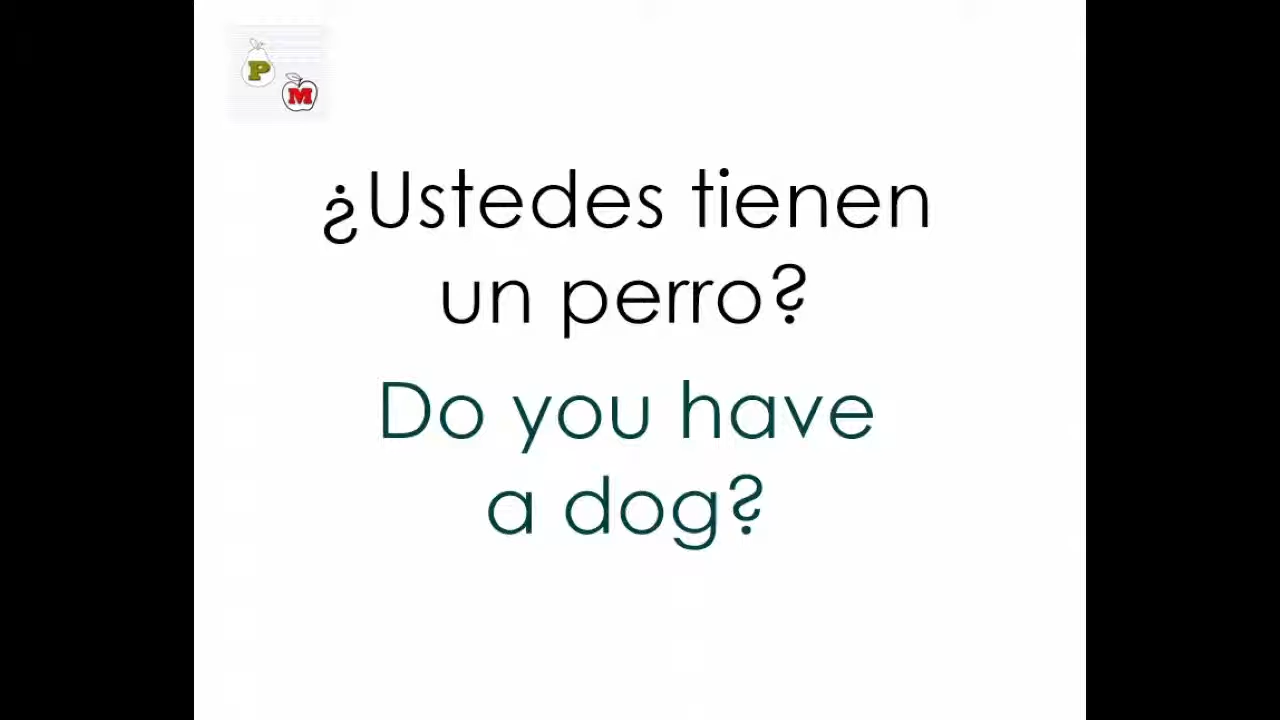 P
M
¿Ustedes tienen
un perro?
Do you have
a dog?